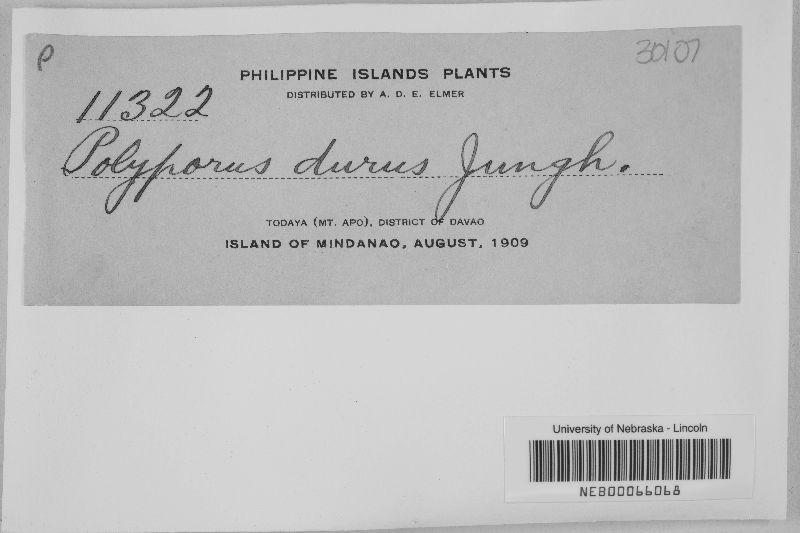 P
30107
PHILIPPINE ISLANDS PLANTS
DISTRIBUTED BY A. D. E. ELMER
11322
Polyporus durus Jungh.
TODAYA (MT. APO), DISTRICT OF DAVAO
ISLAND OF MINDANAO, AUGUST, 1909
University of Nebraska - Lincoln
NEB00066068